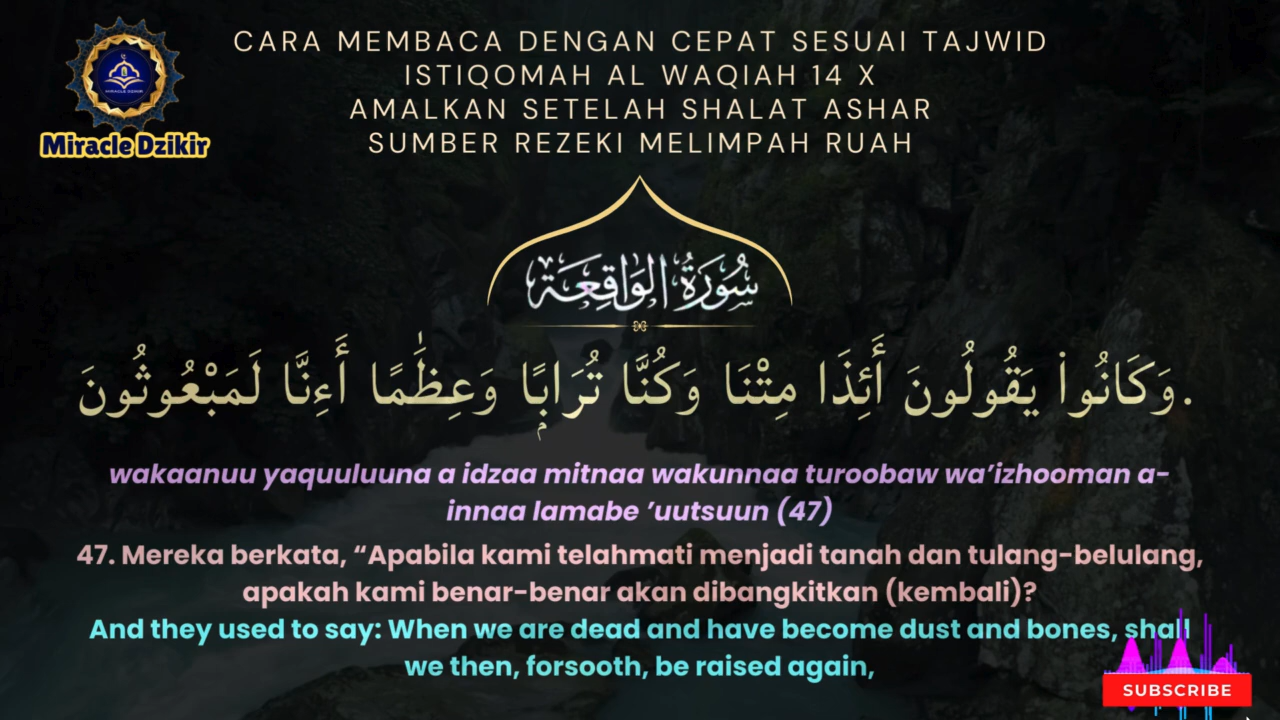 CARA MEMBACA DENGAN CEPAT SESUAI TAJWID
ISTIQOMAH AL WAQIAH 14 X
AMALKAN SETELAH SHALAT ASHAR
SUMBER REZEKI MELIMPAH RUAH
MIRACLE DZIKIR
Miracle Dzikir
سُورَةُ الوَاقِعَة
وَكَانُوا۟ يَقُولُونَ أَئِذَا مِتْنَا وَكُنَّا تُرَابًۭا وَعِظَٰمًا أَءِنَّا لَمَبْعُوثُونَ.
wakaanuu yaquuluuna a idzaa mitnaa wakunnaa turoobaw wa’izhooman a-
innaa lamabe ’uutsuun (47)
47. Mereka berkata, “Apabila kami telahmati menjadi tanah dan tulang-belulang,
apakah kami benar-benar akan dibangkitkan (kembali)?
And they used to say: When we are dead and have become dust and bones, shall
we then, forsooth, be raised again,
SUBSCRIBE